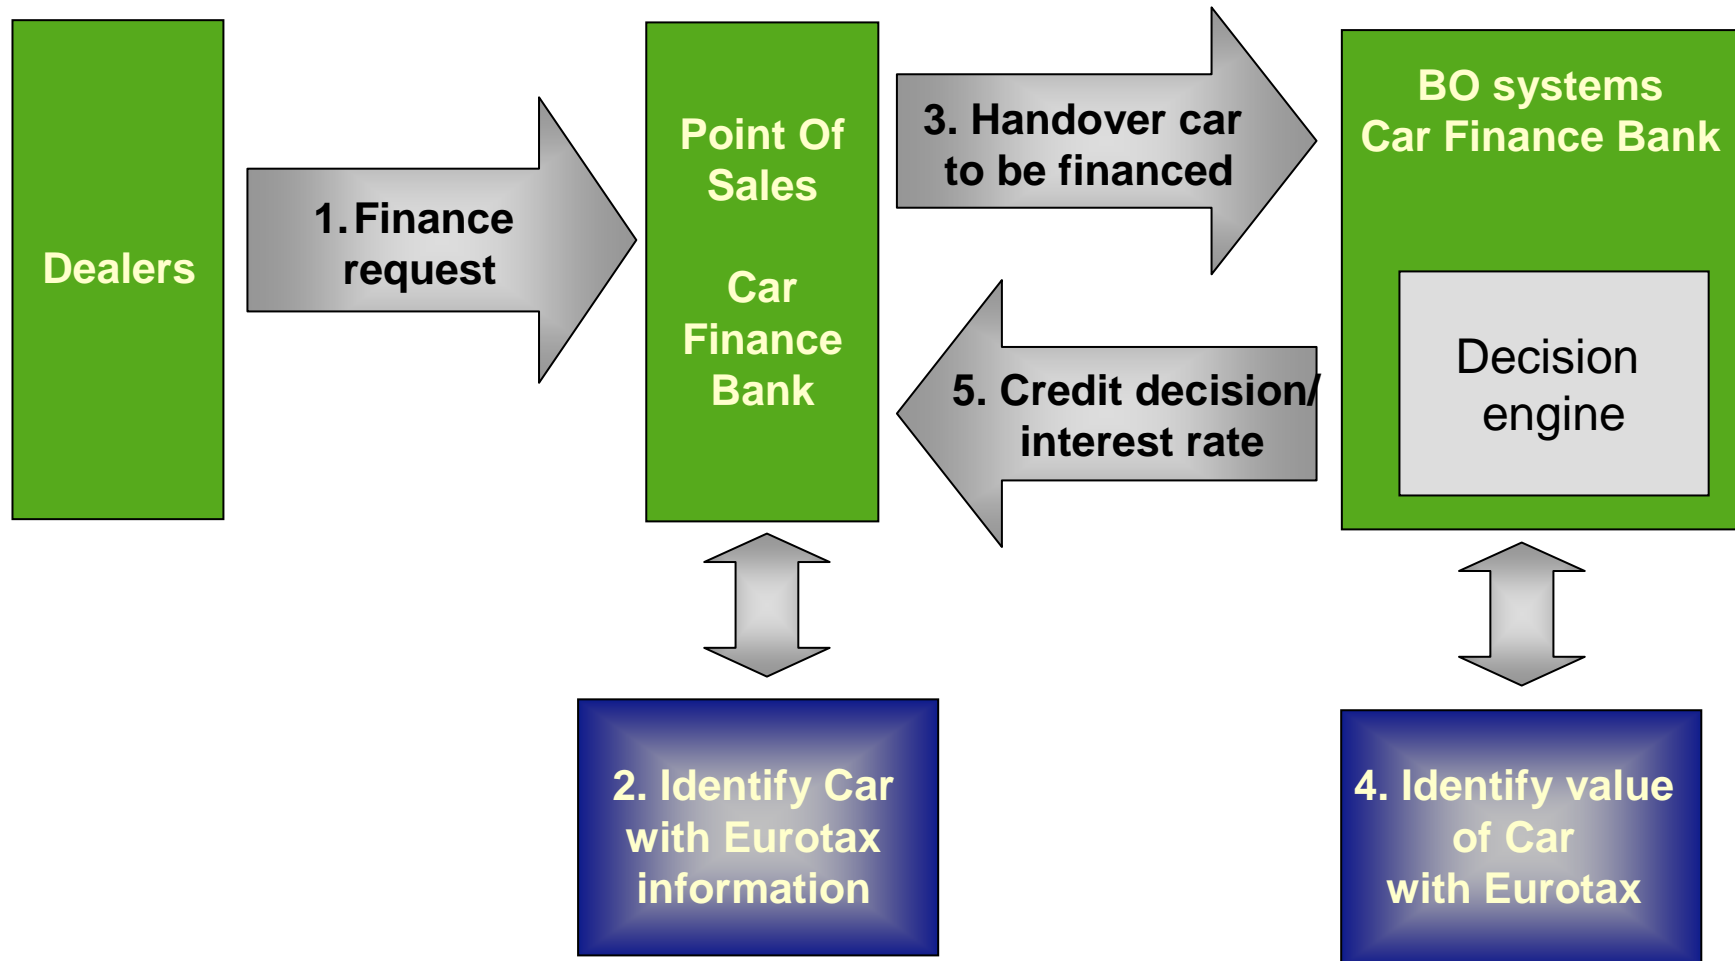 Dealers
1. Finance
request
Point Of
Sales
Car
Finance
Bank
3. Handover car
to be financed
5. Credit decision/
interest rate
BO systems
Car Finance Bank
Decision
engine
2. Identify Car
with Eurotax
information
4. Identify value
of Car
with Eurotax